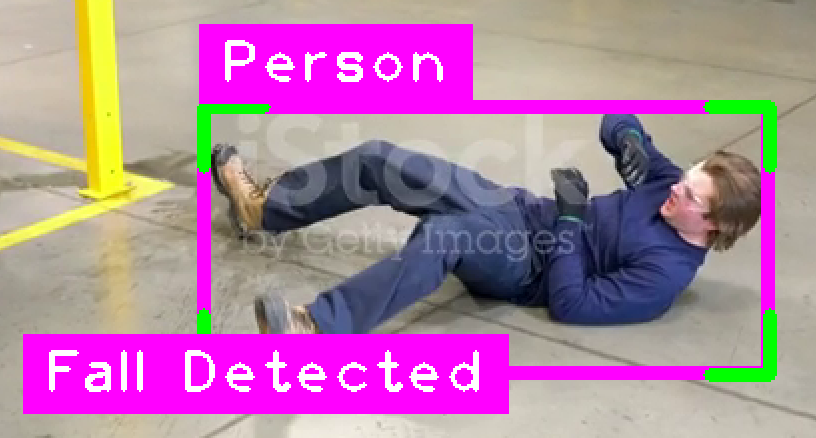 Person
iStock
by Getty Images
Fall Detected